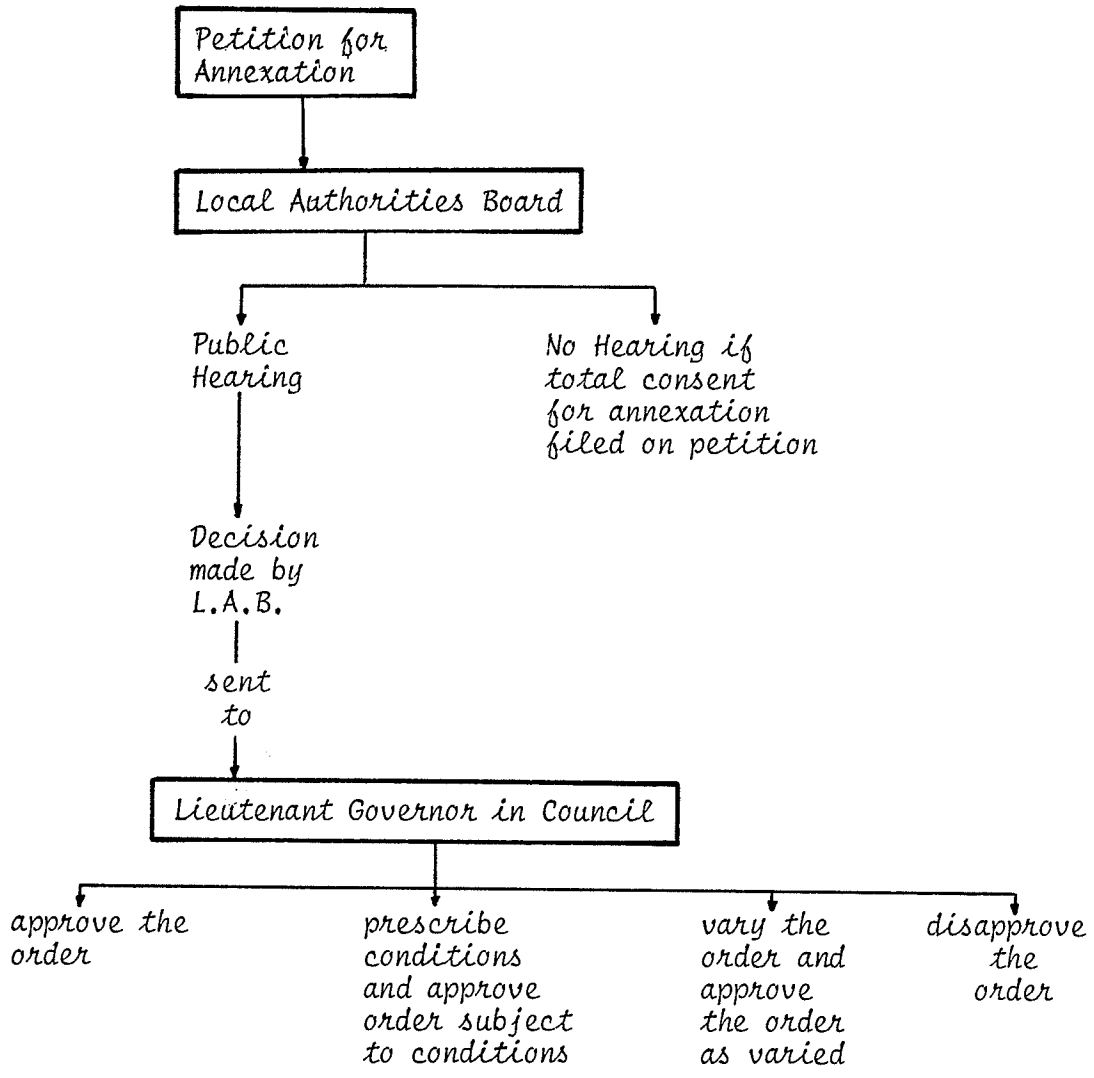 Petition for
Annexation
Local Authorities Board
Public
Hearing
No Hearing if
total consent
for annexation
filed on petition
Decision
made by
L.A.B.
sent
to
Lieutenant Governor in Council
approve the
order
prescribe
conditions
and approve
order subject
to conditions
vary the
order and
approve
the order
as varied
disapprove
the
order